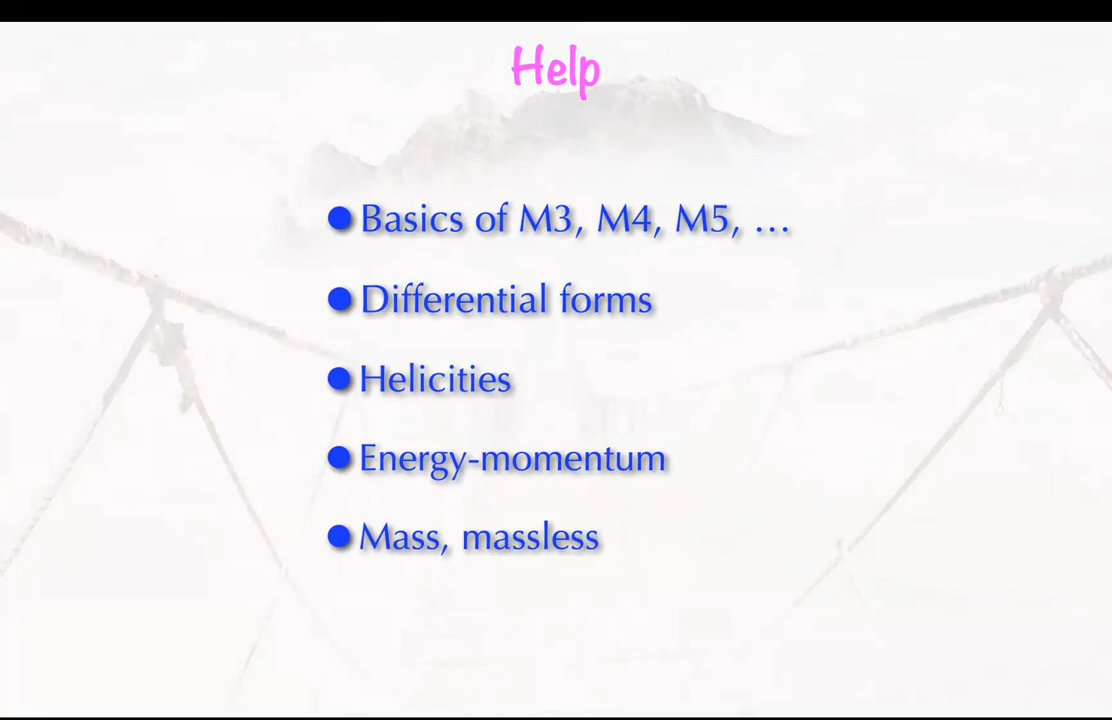 Help
● Basics of M3, M4, M5, …
● Differential forms
● Helicities
● Energy-momentum
● Mass, massless